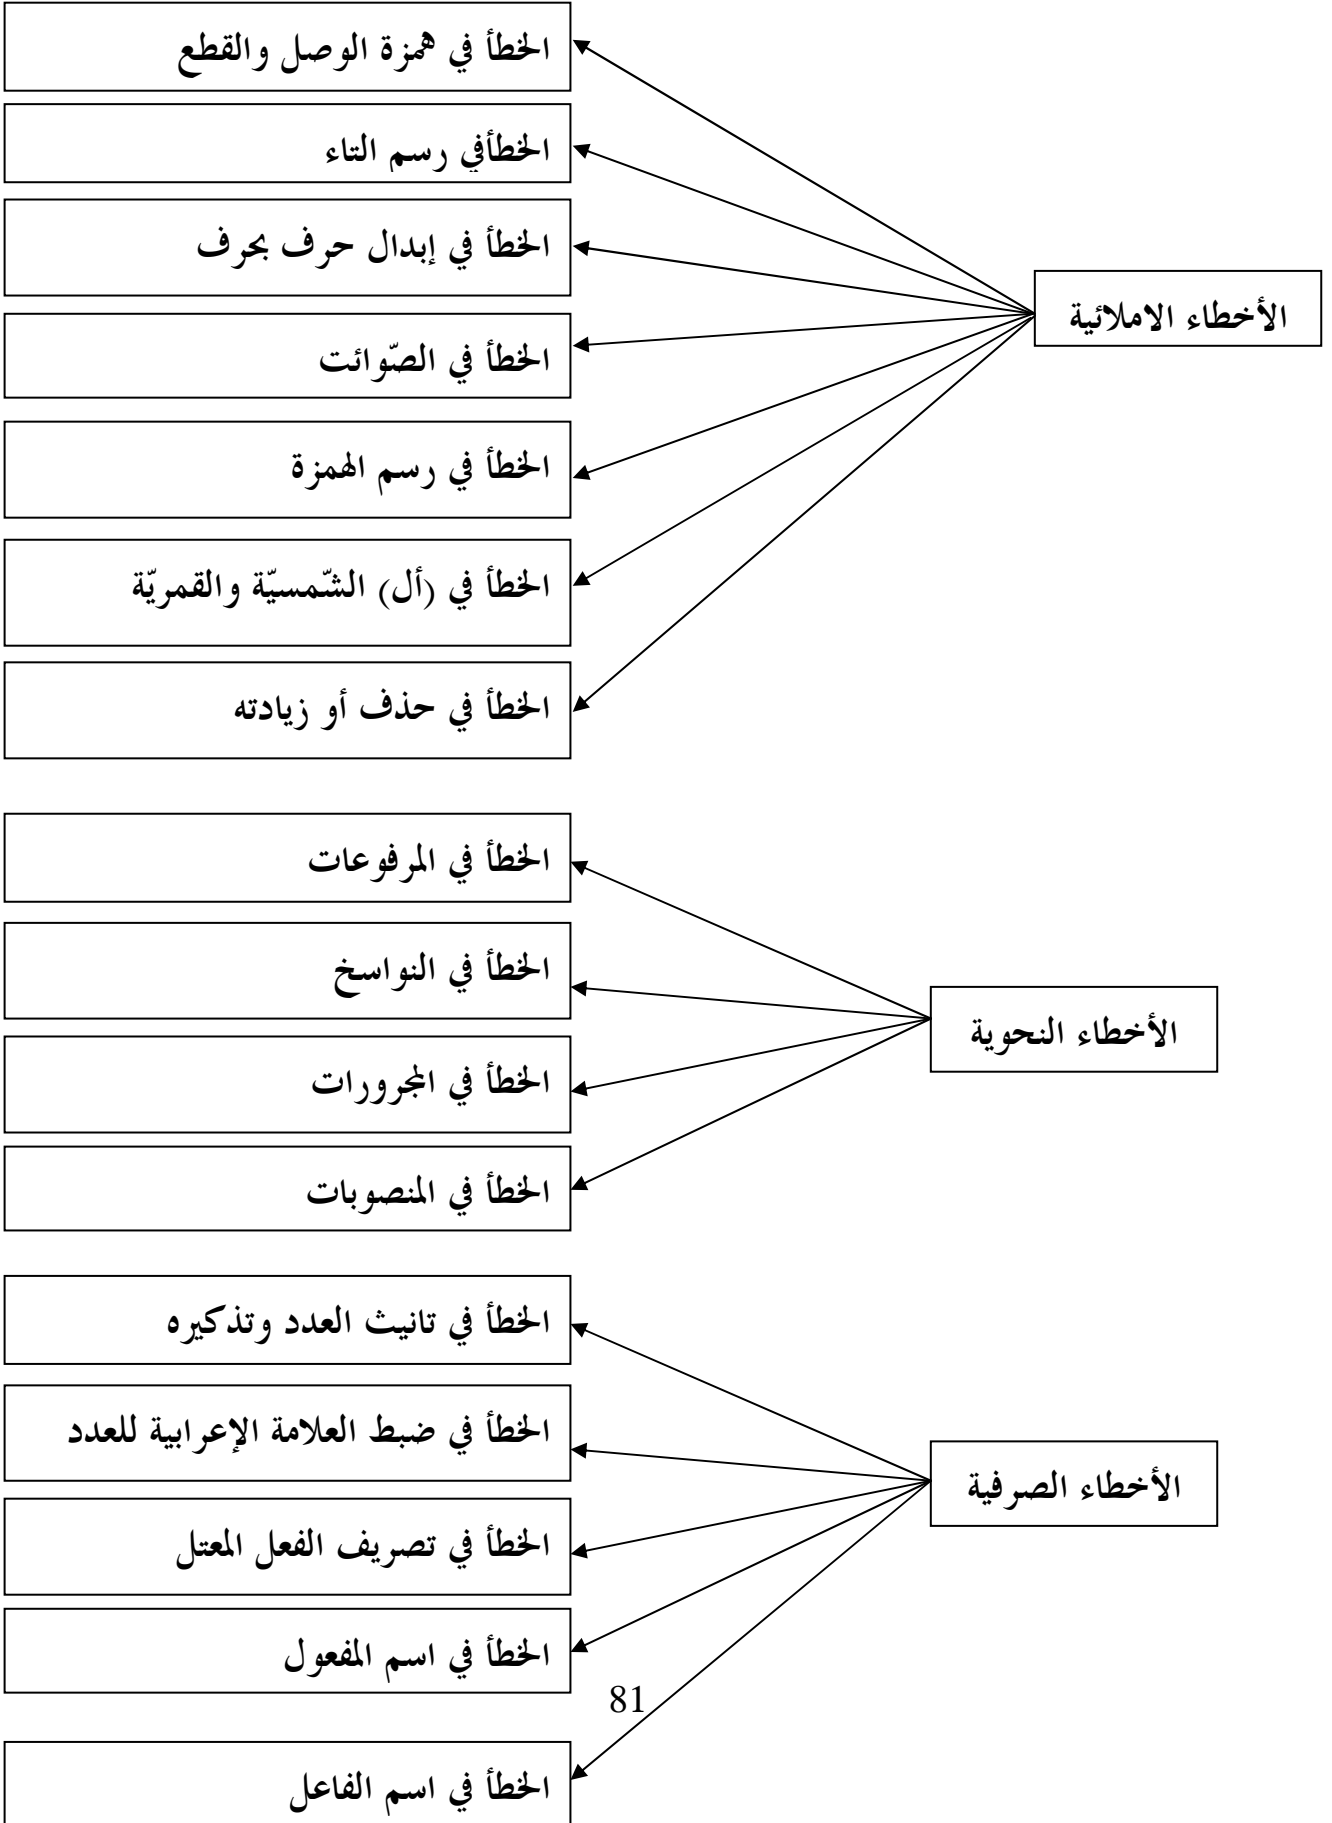 الأخطاء الاملائية
الخطأ في همزة الوصل والقطع
الخطأفي رسم التاء
الخطأ في إبدال حرف بحرف
الخطأ في الصّوائت
الخطأ في رسم الهمزة
الخطأ في (أل) الشّمسيّة والقمريّة
الخطأ في حذف أو زيادته
الأخطاء النحوية
الخطأ في المرفوعات
الخطأ في النواسخ
الخطأ في المجرورات
الخطأ في المنصوبات
الأخطاء الصرفية
الخطأ في تانيث العدد وتذكيره
الخطأ في ضبط العلامة الإعرابية للعدد
الخطأ في تصريف الفعل المعتل
الخطأ في اسم المفعول
الخطأ في اسم الفاعل
81